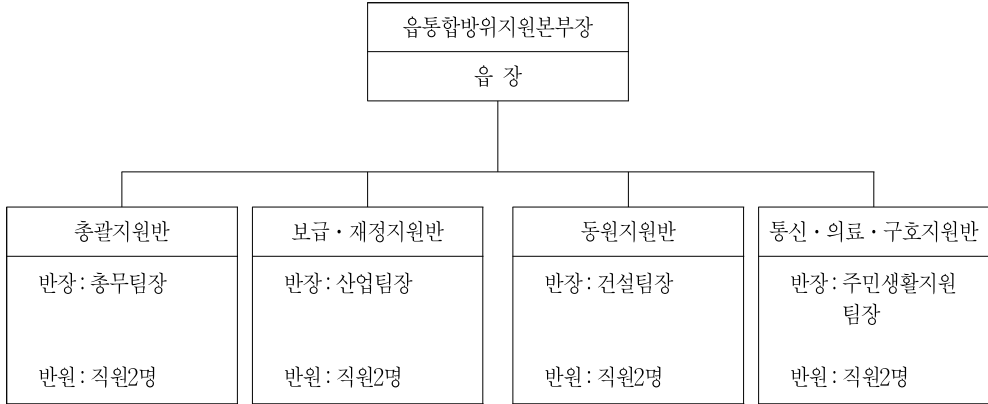 읍통합방위지원본부장
읍 장
총괄지원반
반장 : 총무팀장
반원 : 직원2명
보급・재정지원반
반장 : 산업팀장
반원 : 직원2명
동원지원반
반장 : 건설팀장
반원 : 직원2명
통신・의료・구호지원반
반장 : 주민생활지원
팀장
반원 : 직원2명